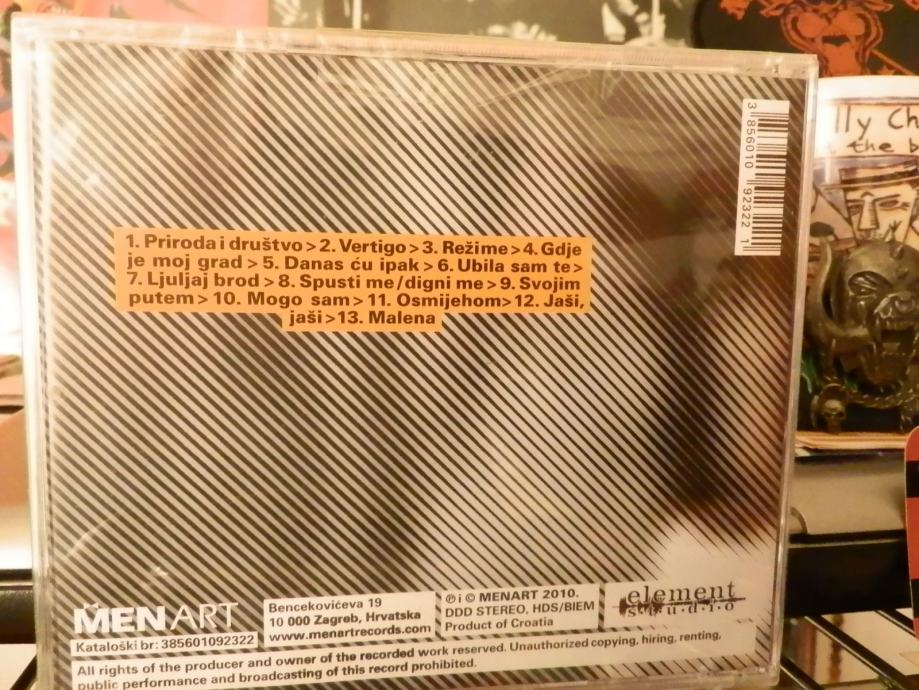 1. Priroda i društvo > 2. Vertigo > 3. Režime > 4. Gdje
je moj grad > 5. Danas ću ipak > 6. Ubila sam te >
7. Ljuljaj brod > 8. Spusti me/digni me > 9. Svojim
putem > 10. Mogo sam > 11. Osmijehom > 12. Jaši,
jaši > 13. Malena
3 856010 923221
lly Ch
the b
MENART
Kataloški br: 385601092322
Bencekovićeva 19
10 000 Zagreb, Hrvatska
www.menartrecords.com
℗ i © MENART 2010.
DDD STEREO, HDS/BIEM
Product of Croatia
element
studio
All rights of the producer and owner of the recorded work reserved. Unauthorized copying, hiring, renting,
public performance and broadcasting of this record prohibited.